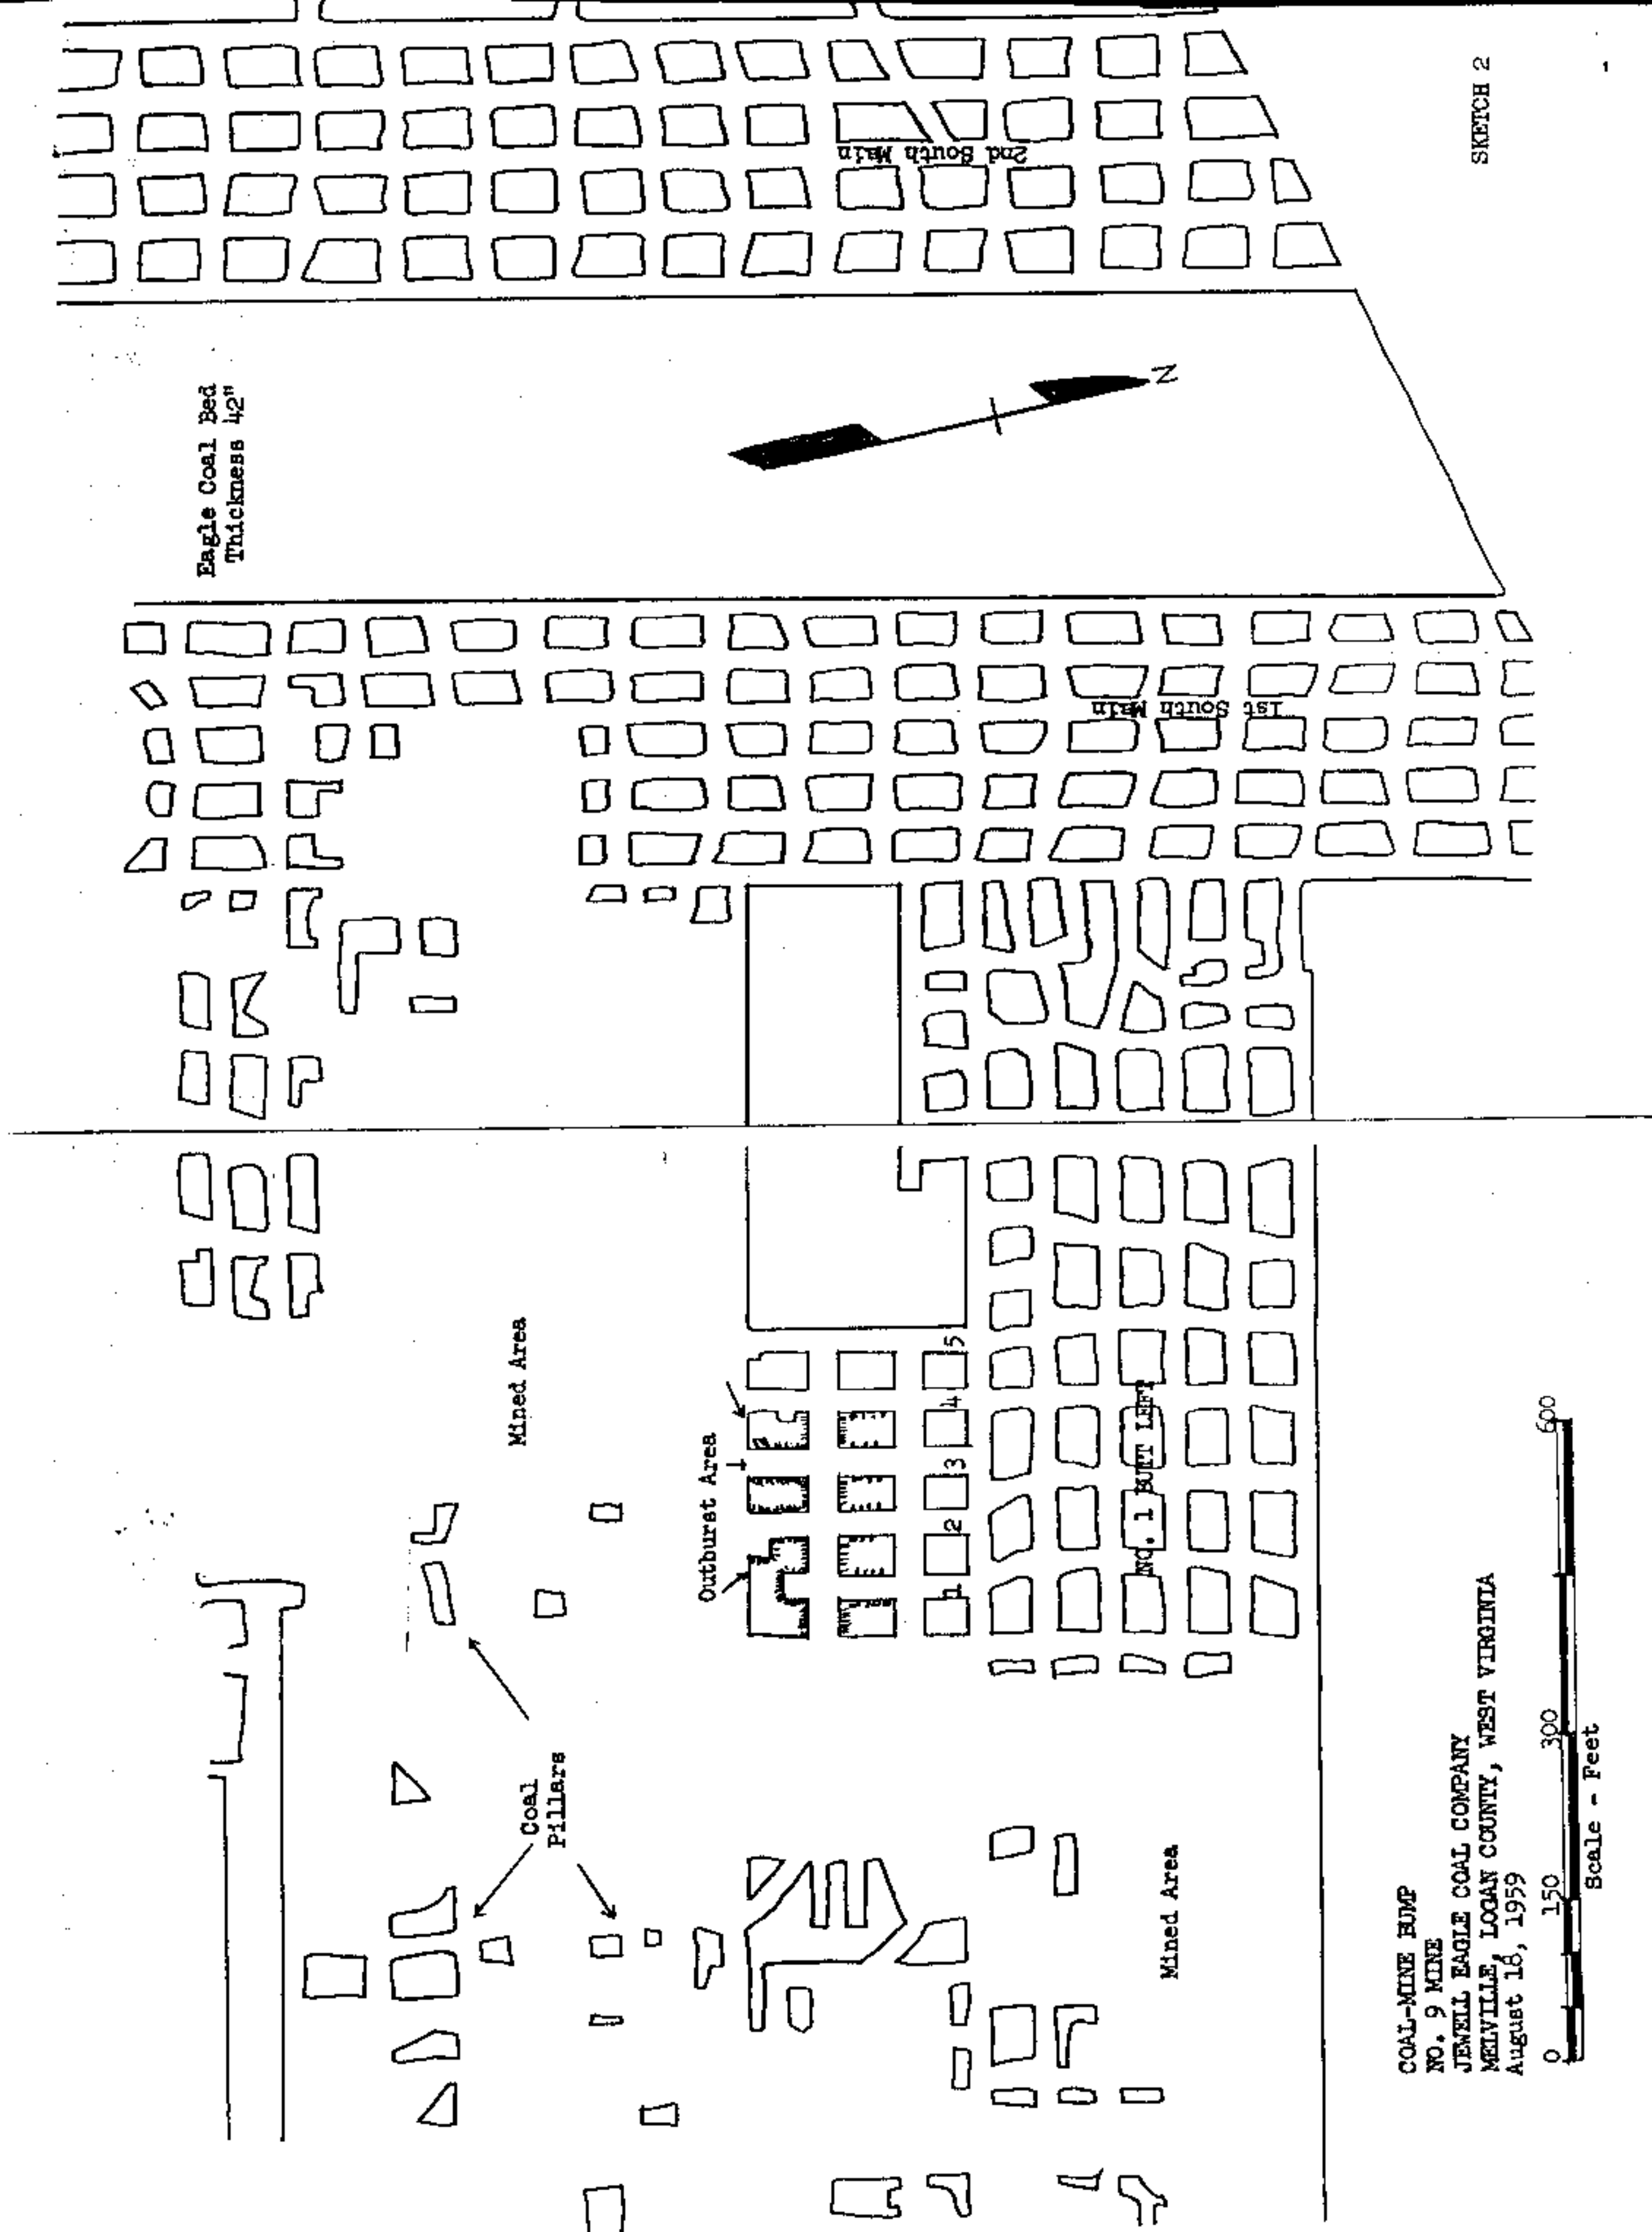 SKETCH 2
2nd South Main
Eagle Coal Bed
Thickness 42"
N
1st South Main
Mined Area
Outburst Area
1
2
3
4
5
NO. 1 BUTT LEFT
Coal
Pillars
Mined Area
COAL-MINE BUMP
NO. 9 MINE
JEWELL EAGLE COAL COMPANY
MELVILLE, LOGAN COUNTY, WEST VIRGINIA
August 18, 1959
0 150 300 600
Scale - Feet